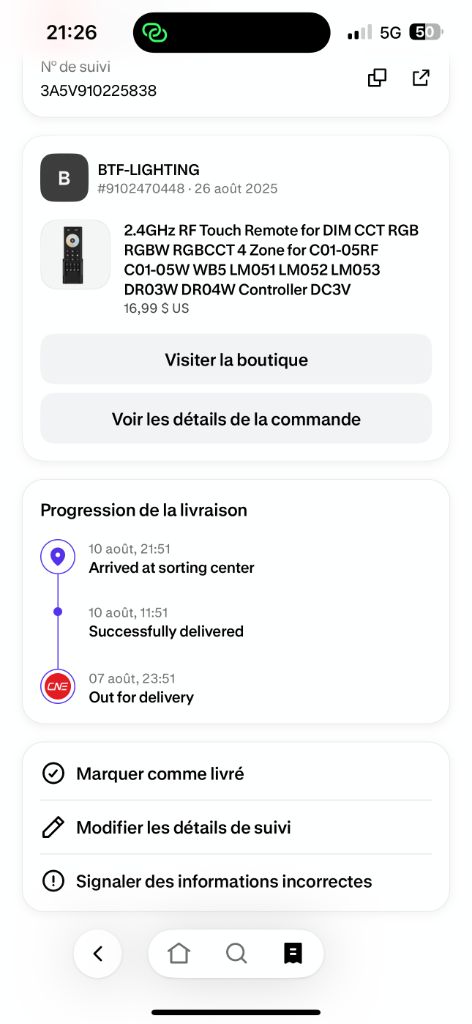 21:26
5G
50
N° de suivi
3A5V910225838
B
BTF-LIGHTING
#9102470448 · 26 août 2025
2.4GHz RF Touch Remote for DIM CCT RGB
RGBW RGBCCT 4 Zone for C01-05RF
C01-05W WB5 LM051 LM052 LM053
DR03W DR04W Controller DC3V
16,99 $ US
Visiter la boutique
Voir les détails de la commande
Progression de la livraison
10 août, 21:51
Arrived at sorting center
10 août, 11:51
Successfully delivered
CNE
07 août, 23:51
Out for delivery
Marquer comme livré
Modifier les détails de suivi
Signaler des informations incorrectes